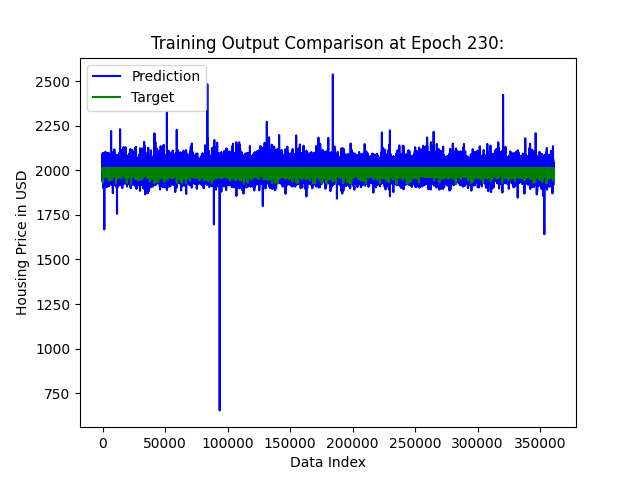 Training Output Comparison at Epoch 230:
Prediction
Target
2500
2250
2000
1750
1500
1250
1000
750
Housing Price in USD
0 50000 100000 150000 200000 250000 300000 350000
Data Index